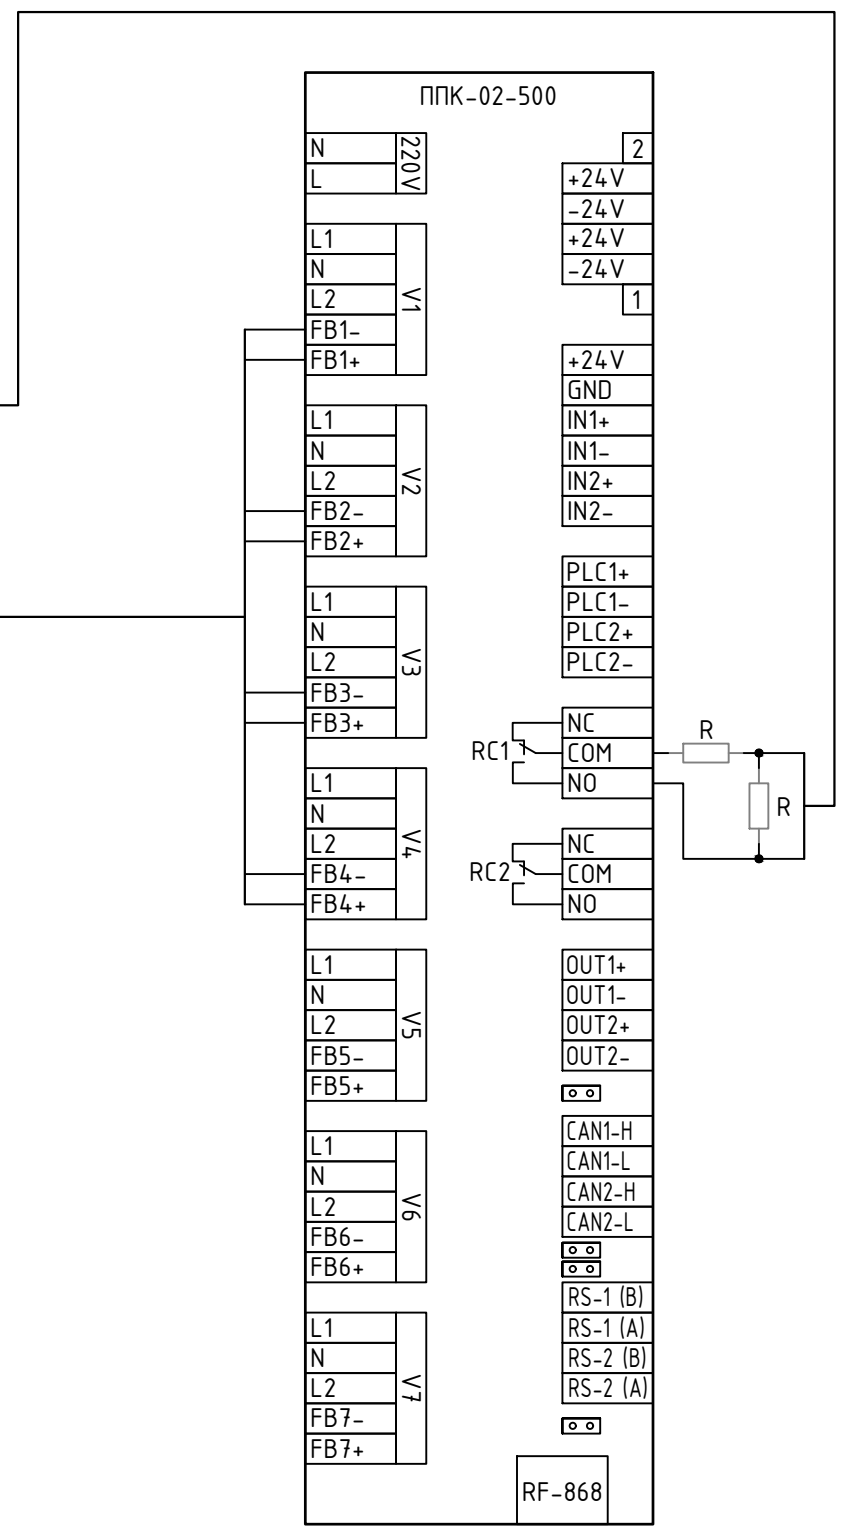 ППК-02-500
N
L
220V
L1
N
L2
FB1-
FB1+
V1
L1
N
L2
FB2-
FB2+
V2
L1
N
L2
FB3-
FB3+
V3
L1
N
L2
FB4-
FB4+
V4
L1
N
L2
FB5-
FB5+
V5
L1
N
L2
FB6-
FB6+
V6
L1
N
L2
FB7-
FB7+
V7
2
+24V
-24V
+24V
-24V
1
+24V
GND
IN1+
IN1-
IN2+
IN2-
PLC1+
PLC1-
PLC2+
PLC2-
RC1
NC
COM
NO
R
R
RC2
NC
COM
NO
OUT1+
OUT1-
OUT2+
OUT2-
CAN1-H
CAN1-L
CAN2-H
CAN2-L
RS-1 (B)
RS-1 (A)
RS-2 (B)
RS-2 (A)
RF-868